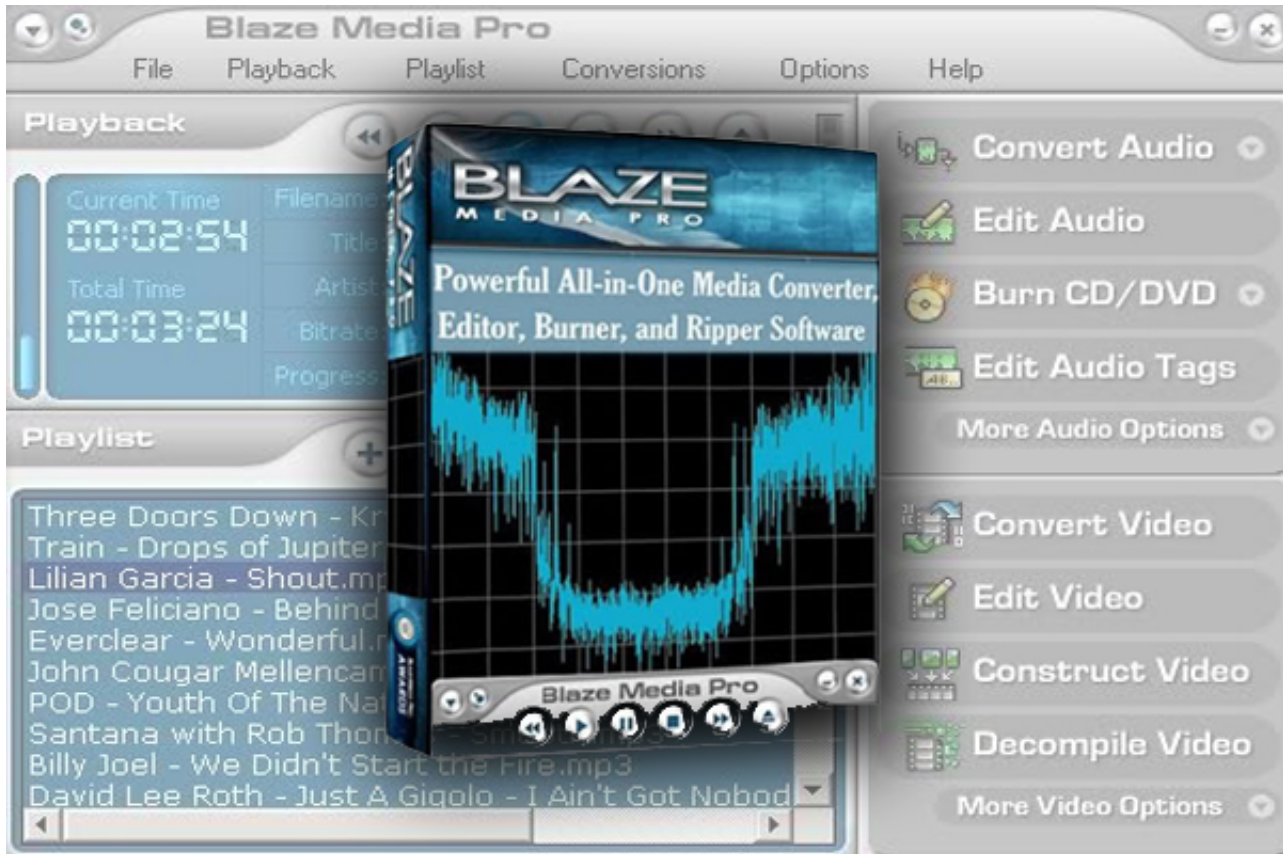 Blaze Media Pro
File Playback Playlist Conversions Options Help
Playback
Current Time
00:02:54
Total Time
00:03:24
Filename
Title
Artist
Bitrate
Progress
Playlist
Three Doors Down -
Train - Drops of Jupiter
Lilian Garcia - Shout.mp
Jose Feliciano - Behind
Everclear - Wonderful.
John Cougar Mellencam
POD - Youth Of The Na
Santana with Rob Thom
Billy Joel - We Didn't Start the Fire.mp3
David Lee Roth - Just A Gigolo - I Ain't Got Nobod
BLAZE
MEDIA PRO
BLAZE
MEDIA PRO
Powerful All-in-One Media Converter,
Editor, Burner, and Ripper Software
Blaze Media Pro
AWARDS
Convert Audio
Edit Audio
Burn CD/DVD
Edit Audio Tags
More Audio Options
Convert Video
Edit Video
Construct Video
Decompile Video
More Video Options